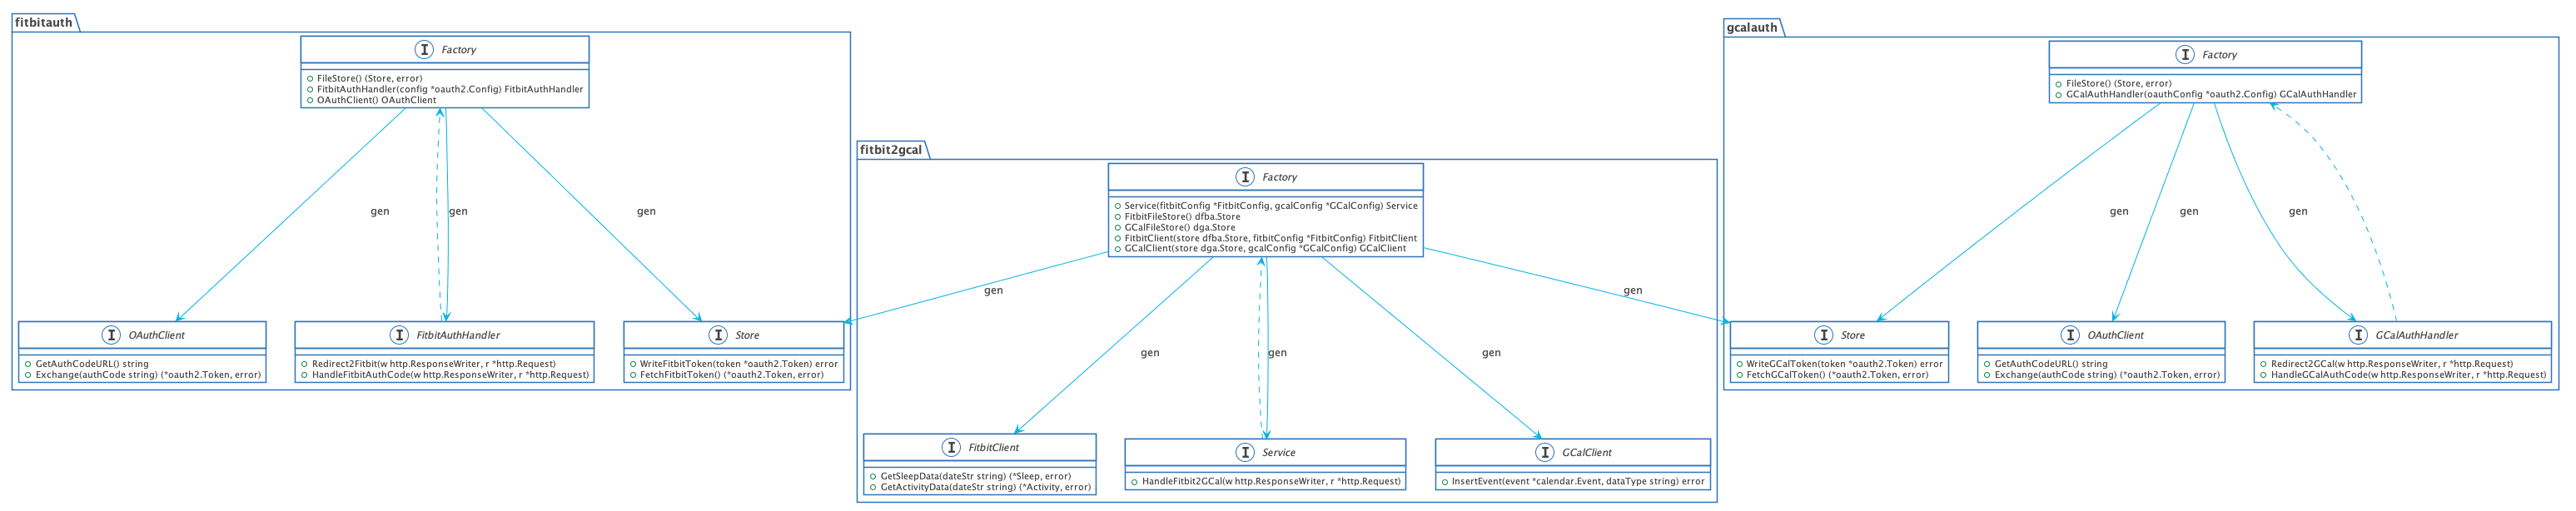 fitbitauth
I Factory
FileStore() (Store, error)
FitbitAuthHandler(config *oauth2.Config) FitbitAuthHandler
OAuthClient() OAuthClient
gen
gen
gen
I OAuthClient
GetAuthCodeURL() string
Exchange(authCode string) (*oauth2.Token, error)
I FitbitAuthHandler
Redirect2Fitbit(w http.ResponseWriter, r *http.Request)
HandleFitbitAuthCode(w http.ResponseWriter, r *http.Request)
I Store
WriteFitbitToken(token *oauth2.Token) error
FetchFitbitToken() (*oauth2.Token, error)
fitbit2gcal
I Factory
Service(fitbitConfig *FitbitConfig, gcalConfig *GCalConfig) Service
FitbitFileStore() dfba.Store
GCalFileStore() dga.Store
FitbitClient(store dfba.Store, fitbitConfig *FitbitConfig) FitbitClient
GCalClient(store dga.Store, gcalConfig *GCalConfig) GCalClient
gen
gen
gen
gen
gen
I FitbitClient
GetSleepData(dateStr string) (*Sleep, error)
GetActivityData(dateStr string) (*Activity, error)
I Service
HandleFitbit2GCal(w http.ResponseWriter, r *http.Request)
I GCalClient
InsertEvent(event *calendar.Event, dataType string) error
gcalauth
I Factory
FileStore() (Store, error)
GCalAuthHandler(oauthConfig *oauth2.Config) GCalAuthHandler
gen
gen
gen
I Store
WriteGCalToken(token *oauth2.Token) error
FetchGCalToken() (*oauth2.Token, error)
I OAuthClient
GetAuthCodeURL() string
Exchange(authCode string) (*oauth2.Token, error)
I GCalAuthHandler
Redirect2GCal(w http.ResponseWriter, r *http.Request)
HandleGCalAuthCode(w http.ResponseWriter, r *http.Request)